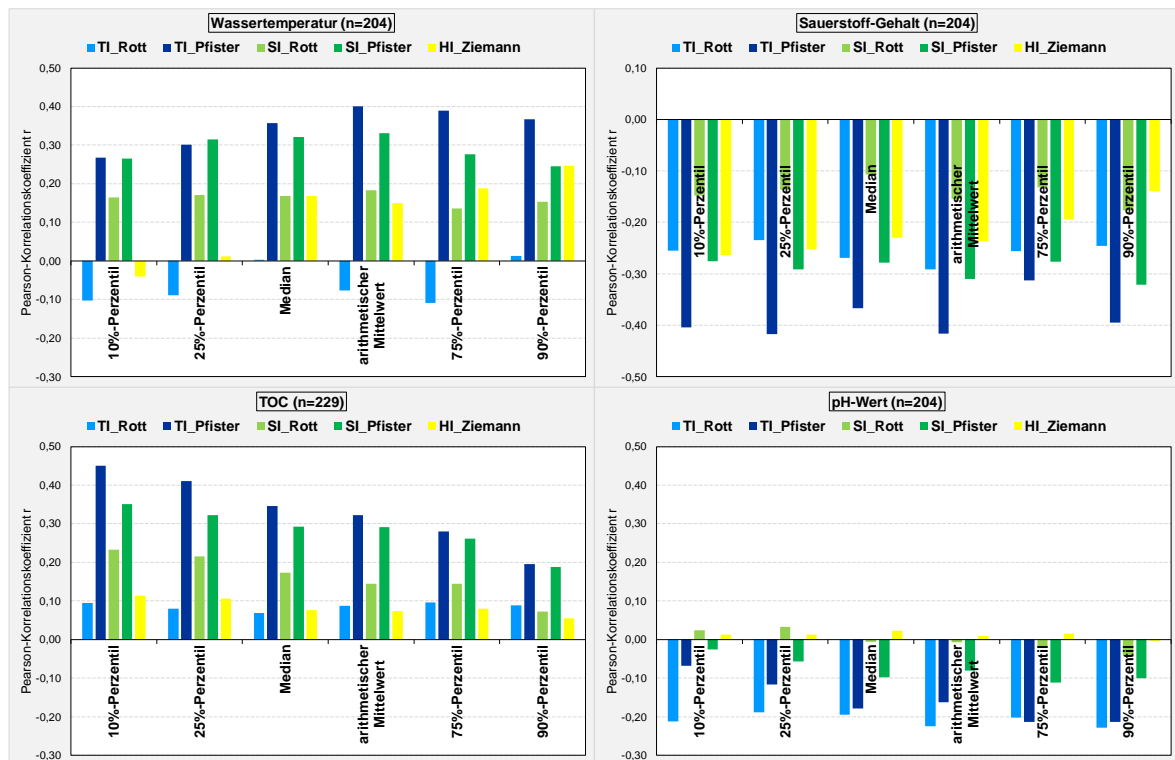 Wassertemperatur (n=204)
TI_Rott TI_Pfister SI_Rott SI_Pfister HI_Ziemann
Pearson-Korrelationskoeffizient r
0,50
0,40
0,30
0,20
0,10
0,00
-0,10
-0,20
-0,30
10%-Perzentil
25%-Perzentil
Median
arithmetischer
Mittelwert
75%-Perzentil
90%-Perzentil
Sauerstoff-Gehalt (n=204)
TI_Rott TI_Pfister SI_Rott SI_Pfister HI_Ziemann
Pearson-Korrelationskoeffizient r
0,10
0,00
-0,10
-0,20
-0,30
-0,40
-0,50
10%-Perzentil
25%-Perzentil
Median
arithmetischer
Mittelwert
75%-Perzentil
90%-Perzentil
TOC (n=229)
TI_Rott TI_Pfister SI_Rott SI_Pfister HI_Ziemann
Pearson-Korrelationskoeffizient r
0,50
0,40
0,30
0,20
0,10
0,00
-0,10
-0,20
-0,30
10%-Perzentil
25%-Perzentil
Median
arithmetischer
Mittelwert
75%-Perzentil
90%-Perzentil
pH-Wert (n=204)
TI_Rott TI_Pfister SI_Rott SI_Pfister HI_Ziemann
Pearson-Korrelationskoeffizient r
0,50
0,40
0,30
0,20
0,10
0,00
-0,10
-0,20
-0,30
10%-Perzentil
25%-Perzentil
Median
arithmetischer
Mittelwert
75%-Perzentil
90%-Perzentil